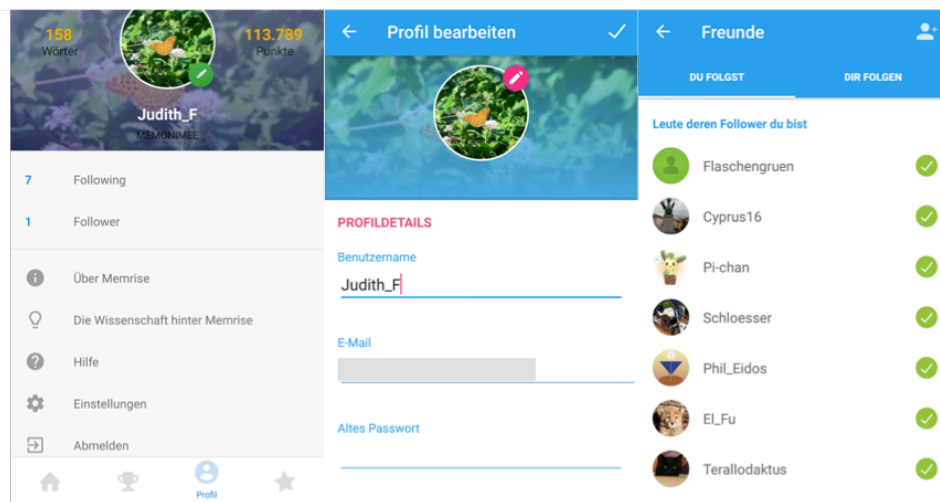 158
Wörter
113.789
Punkte
Judith_F
MEMONIMEE
7 Following
1 Follower
Über Memrise
Die Wissenschaft hinter Memrise
Hilfe
Einstellungen
Abmelden
Profil
Profil bearbeiten
PROFILDETAILS
Benutzername
Judith_F
E-Mail
Altes Passwort
Freunde
DU FOLGST
DIR FOLGEN
Leute deren Follower du bist
Flaschengruen
Cyprus16
Pi-chan
Schloesser
Phil_Eidos
El_Fu
Terallodaktus